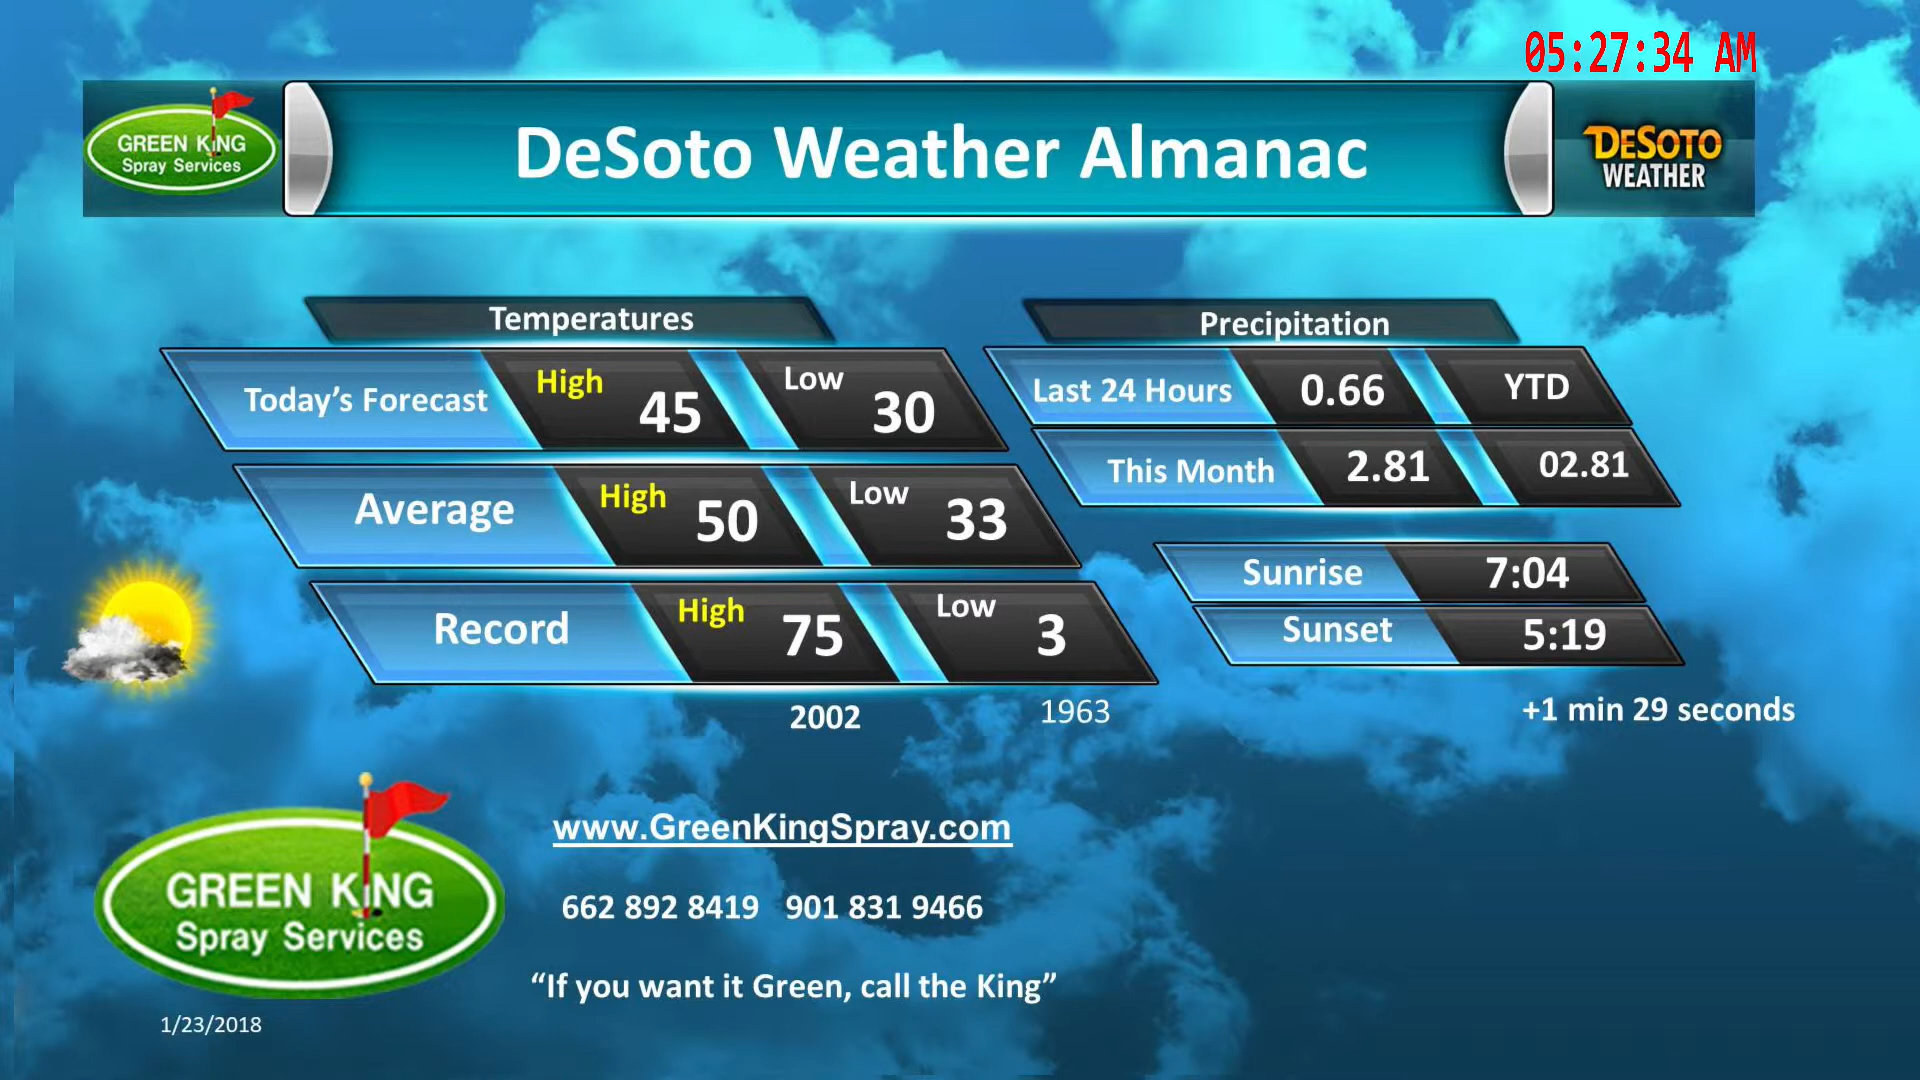 05:27:34 AM
GREEN KING
Spray Services
DeSoto Weather Almanac
DESOTO
WEATHER
Temperatures
Today's Forecast High 45 Low 30
Average High 50 Low 33
Record High 75 Low 3
2002 1963
Precipitation
Last 24 Hours 0.66 YTD
This Month 2.81 02.81
Sunrise 7:04
Sunset 5:19
+1 min 29 seconds
GREEN KING
Spray Services
www.GreenKingSpray.com
662 892 8419 901 831 9466
“If you want it Green, call the King”
1/23/2018